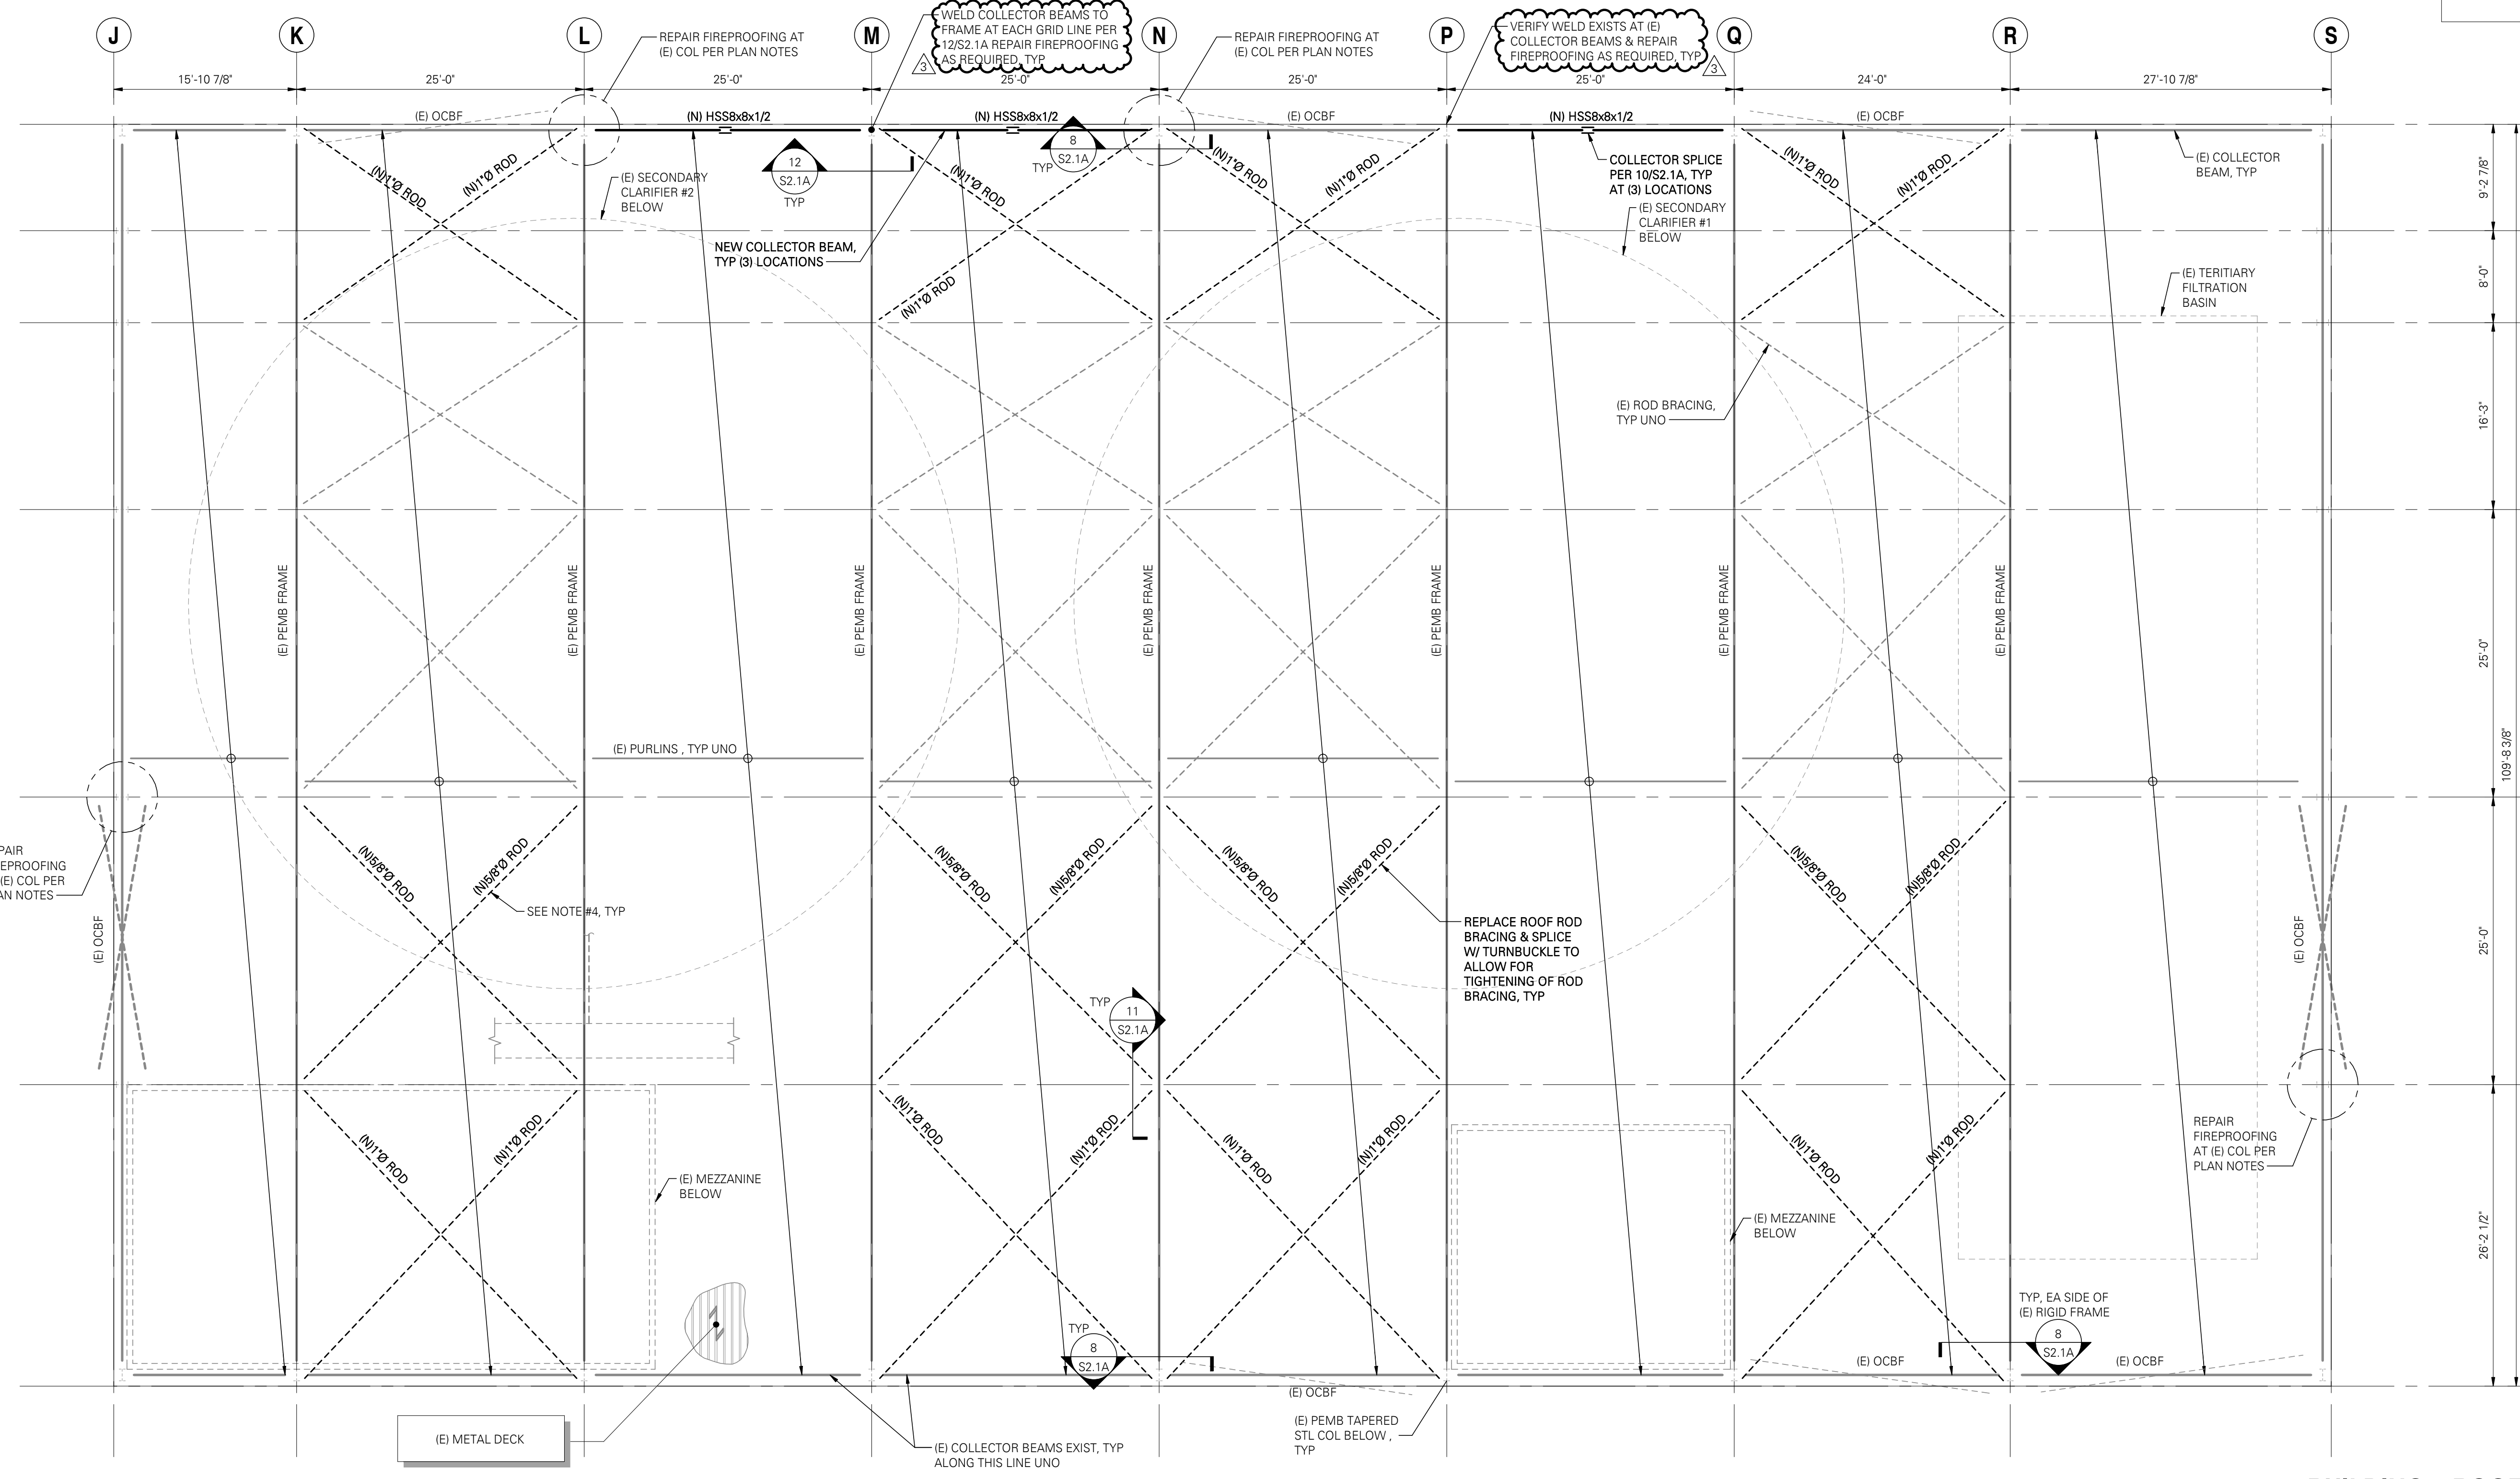 J
K
L
M
N
P
Q
R
S
WELD COLLECTOR BEAMS TO
FRAME AT EACH GRID LINE PER
12/S2.1A REPAIR FIREPROOFING
AS REQUIRED, TYP
3
REPAIR FIREPROOFING AT
(E) COL PER PLAN NOTES
REPAIR FIREPROOFING AT
(E) COL PER PLAN NOTES
VERIFY WELD EXISTS AT (E)
COLLECTOR BEAMS & REPAIR
FIREPROOFING AS REQUIRED, TYP
3
15'-10 7/8"
25'-0"
25'-0"
25'-0"
25'-0"
25'-0"
24'-0"
27'-10 7/8"
(E) OCBF
(N) HSS8x8x1/2
(N) HSS8x8x1/2
(E) OCBF
(N) HSS8x8x1/2
(E) OCBF
(N)1"Ø ROD
(N)1"Ø ROD
(E) SECONDARY
CLARIFIER #2
BELOW
12
S2.1A
TYP
(N)1"Ø ROD
8
S2.1A
TYP
(N)1"Ø ROD
(N)1"Ø ROD
COLLECTOR SPLICE
PER 10/S2.1A, TYP
AT (3) LOCATIONS
(E) SECONDARY
CLARIFIER #1
BELOW
(N)1"Ø ROD
(N)1"Ø ROD
(E) COLLECTOR
BEAM, TYP
9'-2 7/8"
NEW COLLECTOR BEAM,
TYP (3) LOCATIONS
(N)1"Ø ROD
(E) TERITIARY
FILTRATION
BASIN
8'-0"
(E) ROD BRACING,
TYP UNO
16'-3"
(E) PEMB FRAME
(E) PEMB FRAME
(E) PEMB FRAME
(E) PEMB FRAME
(E) PEMB FRAME
(E) PEMB FRAME
(E) PEMB FRAME
25'-0"
109'-8 3/8"
(E) PURLINS , TYP UNO
PAIR
EPROOFING
(E) COL PER
AN NOTES
(E) OCBF
(N)5/8"Ø ROD
(N)5/8"Ø ROD
SEE NOTE #4, TYP
(N)5/8"Ø ROD
(N)5/8"Ø ROD
(N)5/8"Ø ROD
(N)5/8"Ø ROD
REPLACE ROOF ROD
BRACING & SPLICE
W/ TURNBUCKLE TO
ALLOW FOR
TIGHTENING OF ROD
BRACING, TYP
(N)5/8"Ø ROD
(N)5/8"Ø ROD
(E) OCBF
25'-0"
TYP
11
S2.1A
(N)1"Ø ROD
(N)1"Ø ROD
(E) MEZZANINE
BELOW
(N)1"Ø ROD
(N)1"Ø ROD
(N)1"Ø ROD
(N)1"Ø ROD
(E) MEZZANINE
BELOW
(N)1"Ø ROD
(N)1"Ø ROD
REPAIR
FIREPROOFING
AT (E) COL PER
PLAN NOTES
26'-2 1/2"
TYP, EA SIDE OF
(E) RIGID FRAME
8
S2.1A
TYP
8
S2.1A
(E) OCBF
(E) OCBF
(E) OCBF
(E) METAL DECK
(E) COLLECTOR BEAMS EXIST, TYP
ALONG THIS LINE UNO
(E) PEMB TAPERED
STL COL BELOW ,
TYP